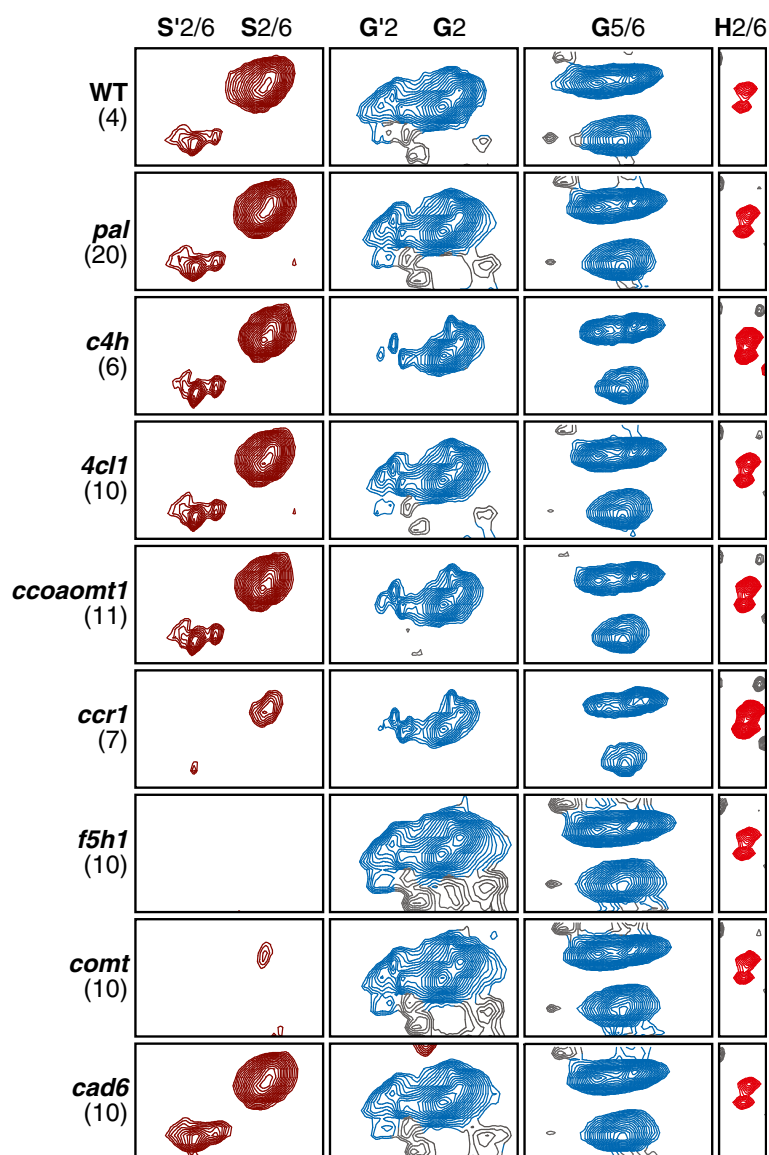 S'2/6 S2/6 G'2 G2 G5/6 H2/6
WT
(4)
pal
(20)
c4h
(6)
4cl1
(10)
ccoaomt1
(11)
ccr1
(7)
f5h1
(10)
comt
(10)
cad6
(10)